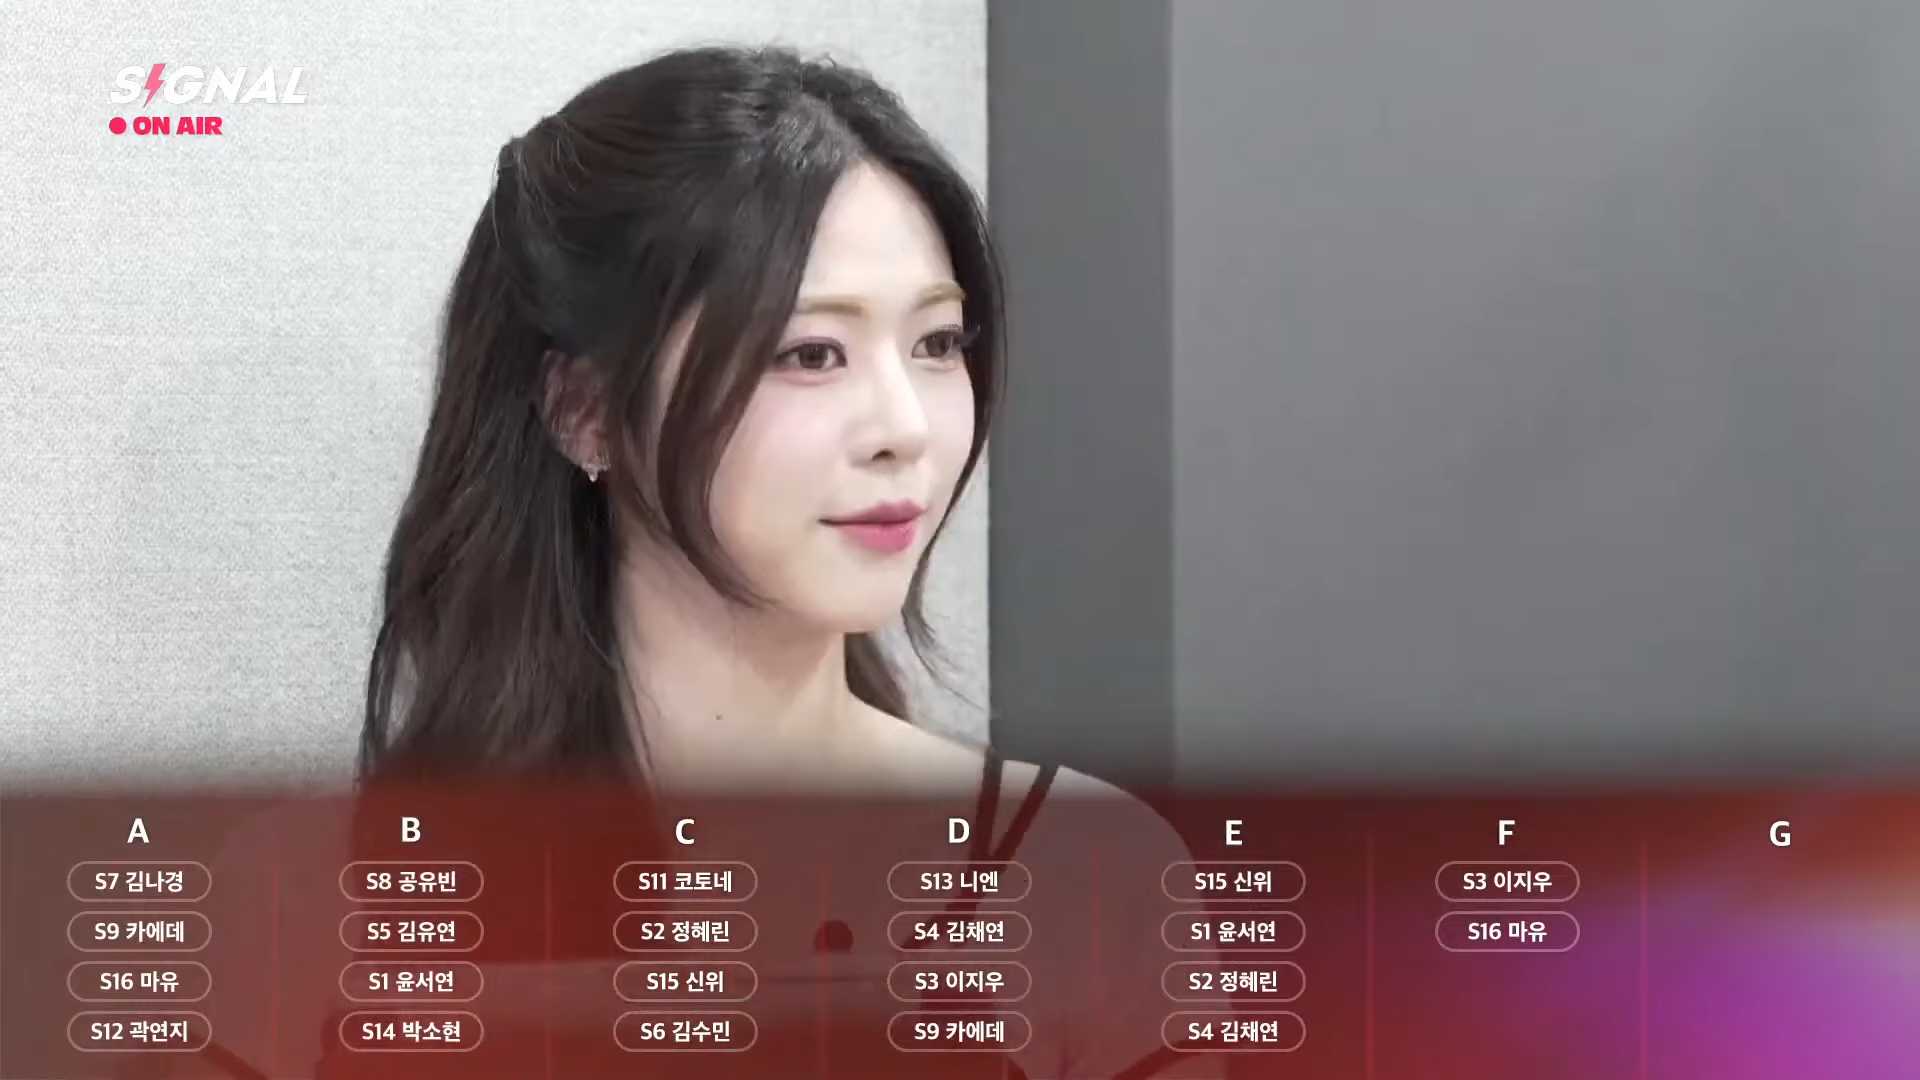 SIGNAL
ON AIR
A
S7 김나경
S9 카에데
S16 마유
S12 곽연지
B
S8 공유빈
S5 김유연
S1 윤서연
S14 박소현
C
S11 코토네
S2 정혜린
S15 신위
S6 김수민
D
S13 니엔
S4 김채연
S3 이지우
S9 카에데
E
S15 신위
S1 윤서연
S2 정혜린
S4 김채연
F
S3 이지우
S16 마유
G